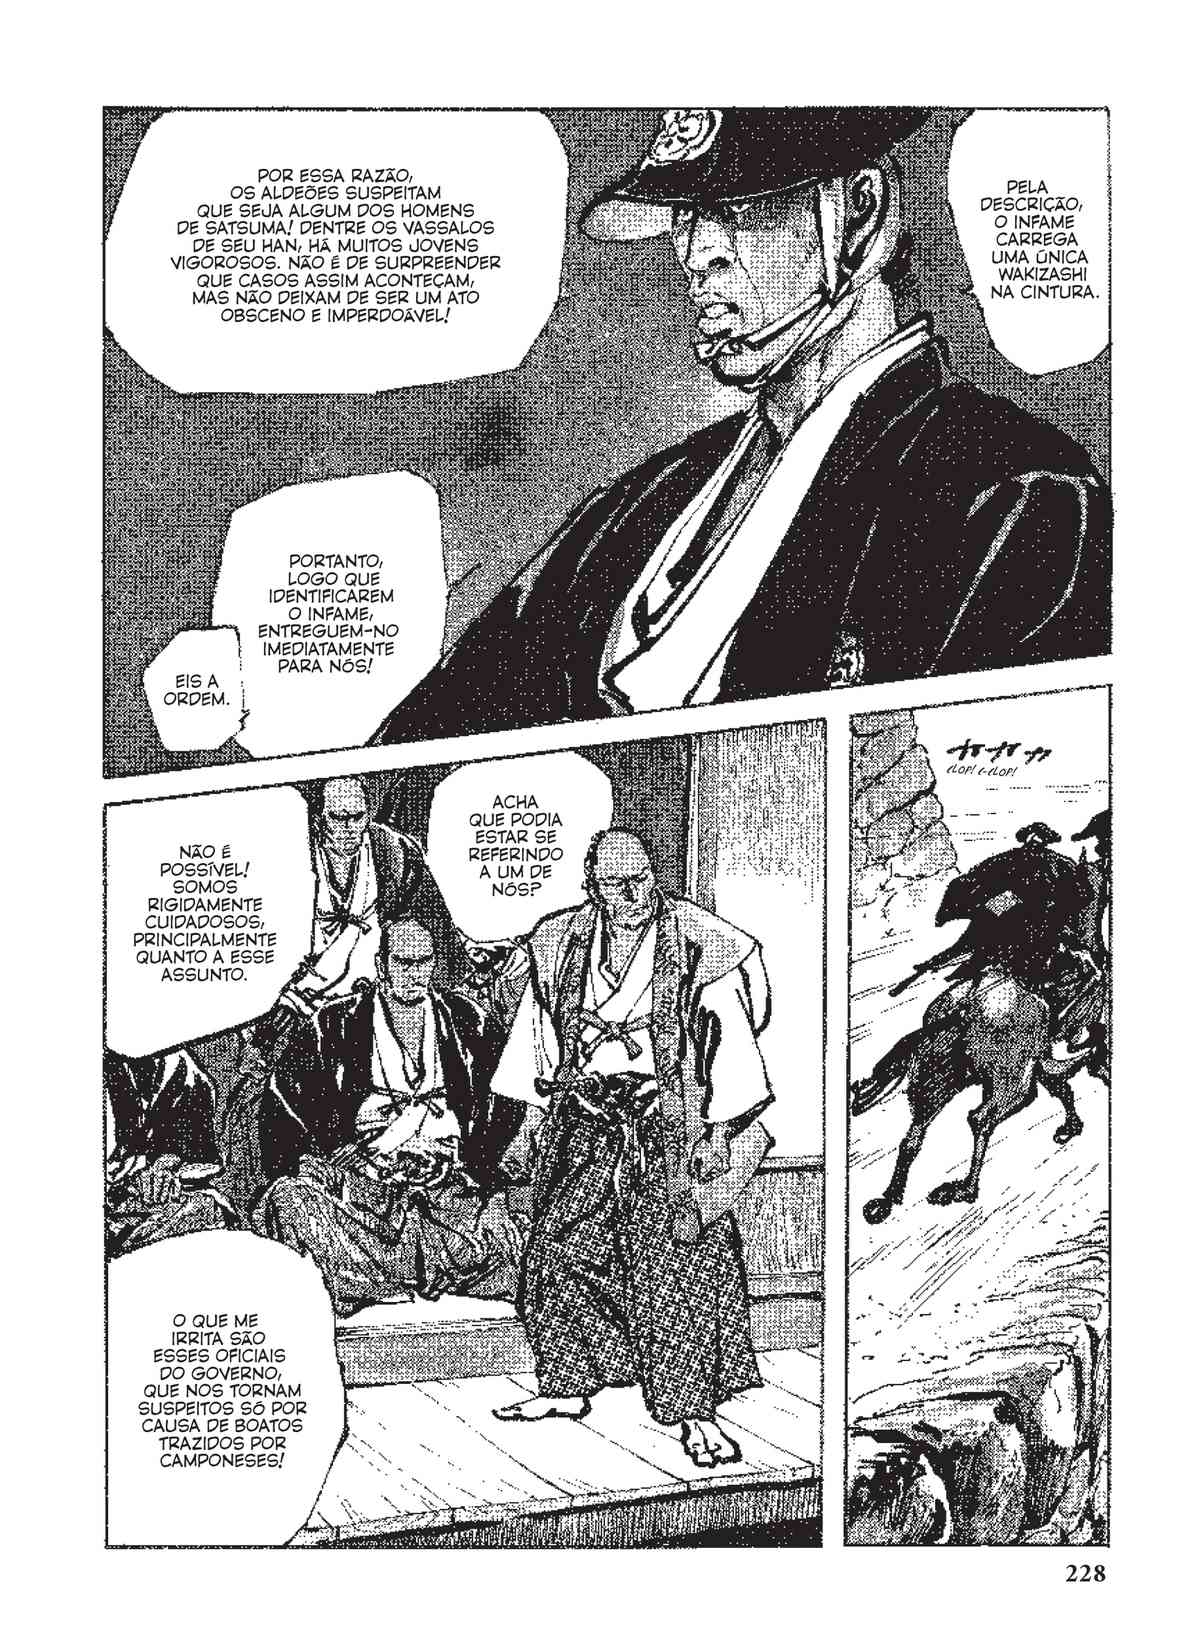 PELA
DESCRIÇÃO,
O INFAME
CARREGA
UMA ÚNICA
WAKIZASHI
NA CINTURA.
POR ESSA RAZÃO,
OS ALDEÕES SUSPEITAM
QUE SEJA ALGUM DOS HOMENS
DE SATSUMA! DENTRE OS VASSALOS
DE SEU HAN, HÁ MUITOS JOVENS
VIGOROSOS. NÃO É DE SURPREENDER
QUE CASOS ASSIM ACONTEÇAM,
MAS NÃO DEIXAM DE SER UM ATO
OBSCENO E IMPERDOÁVEL!
PORTANTO,
LOGO QUE
IDENTIFICAREM
O INFAME,
ENTREGUEM-NO
IMEDIATAMENTE
PARA NÓS!
EIS A
ORDEM.
CLOP! C-CLOP!
ACHA
QUE PODIA
ESTAR SE
REFERINDO
A UM DE
NÓS?
NÃO É
POSSÍVEL!
SOMOS
RIGIDAMENTE
CUIDADOSOS,
PRINCIPALMENTE
QUANTO A ESSE
ASSUNTO.
O QUE ME
IRRITA SÃO
ESSES OFICIAIS
DO GOVERNO,
QUE NOS TORNAM
SUSPEITOS SÓ POR
CAUSA DE BOATOS
TRAZIDOS POR
CAMPONESES!
228